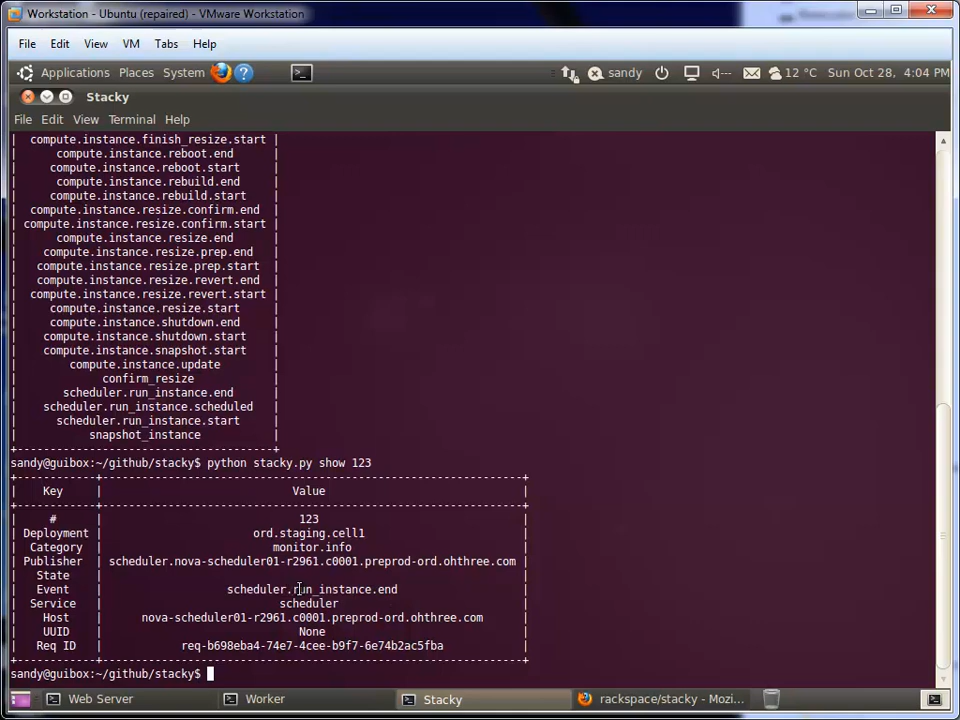 Workstation - Ubuntu (repaired) - VMware Workstation
File Edit View VM Tabs Help
Applications Places System ? >_ sandy 12 °C Sun Oct 28, 4:04 PM
Stacky
File Edit View Terminal Help
| compute.instance.finish_resize.start |
| compute.instance.reboot.end |
| compute.instance.reboot.start |
| compute.instance.rebuild.end |
| compute.instance.rebuild.start |
| compute.instance.resize.confirm.end |
| compute.instance.resize.confirm.start |
| compute.instance.resize.end |
| compute.instance.resize.prep.end |
| compute.instance.resize.prep.start |
| compute.instance.resize.revert.end |
| compute.instance.resize.revert.start |
| compute.instance.resize.start |
| compute.instance.shutdown.end |
| compute.instance.shutdown.start |
| compute.instance.snapshot.start |
| compute.instance.update |
| confirm_resize |
| scheduler.run_instance.end |
| scheduler.run_instance.scheduled |
| scheduler.run_instance.start |
| snapshot_instance |
+---------------------------------------+
sandy@guibox:~/github/stacky$ python stacky.py show 123
+------------+----------------------------------------------------------------+
| Key | Value |
+------------+----------------------------------------------------------------+
| # | 123 |
| Deployment | ord.staging.cell1 |
| Category | monitor.info |
| Publisher | scheduler.nova-scheduler01-r2961.c0001.preprod-ord.ohthree.com |
| State | |
| Event | scheduler.run_instance.end |
| Service | scheduler |
| Host | nova-scheduler01-r2961.c0001.preprod-ord.ohthree.com |
| UUID | None |
| Req ID | req-b698eba4-74e7-4cee-b9f7-6e74b2ac5fba |
+------------+----------------------------------------------------------------+
sandy@guibox:~/github/stacky$
Web Server Worker Stacky rackspace/stacky - Mozi...